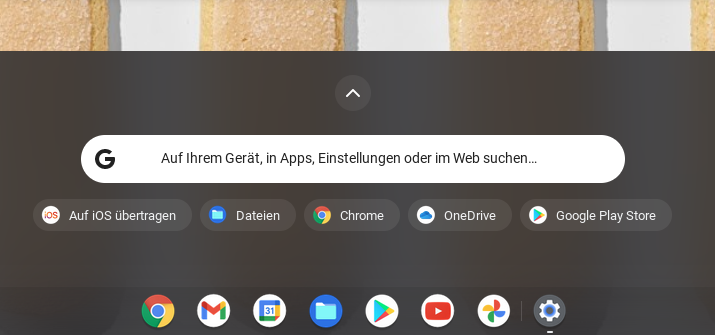 Auf Ihrem Gerät, in Apps, Einstellungen oder im Web suchen…
iOS Auf iOS übertragen Dateien Chrome OneDrive Google Play Store
31